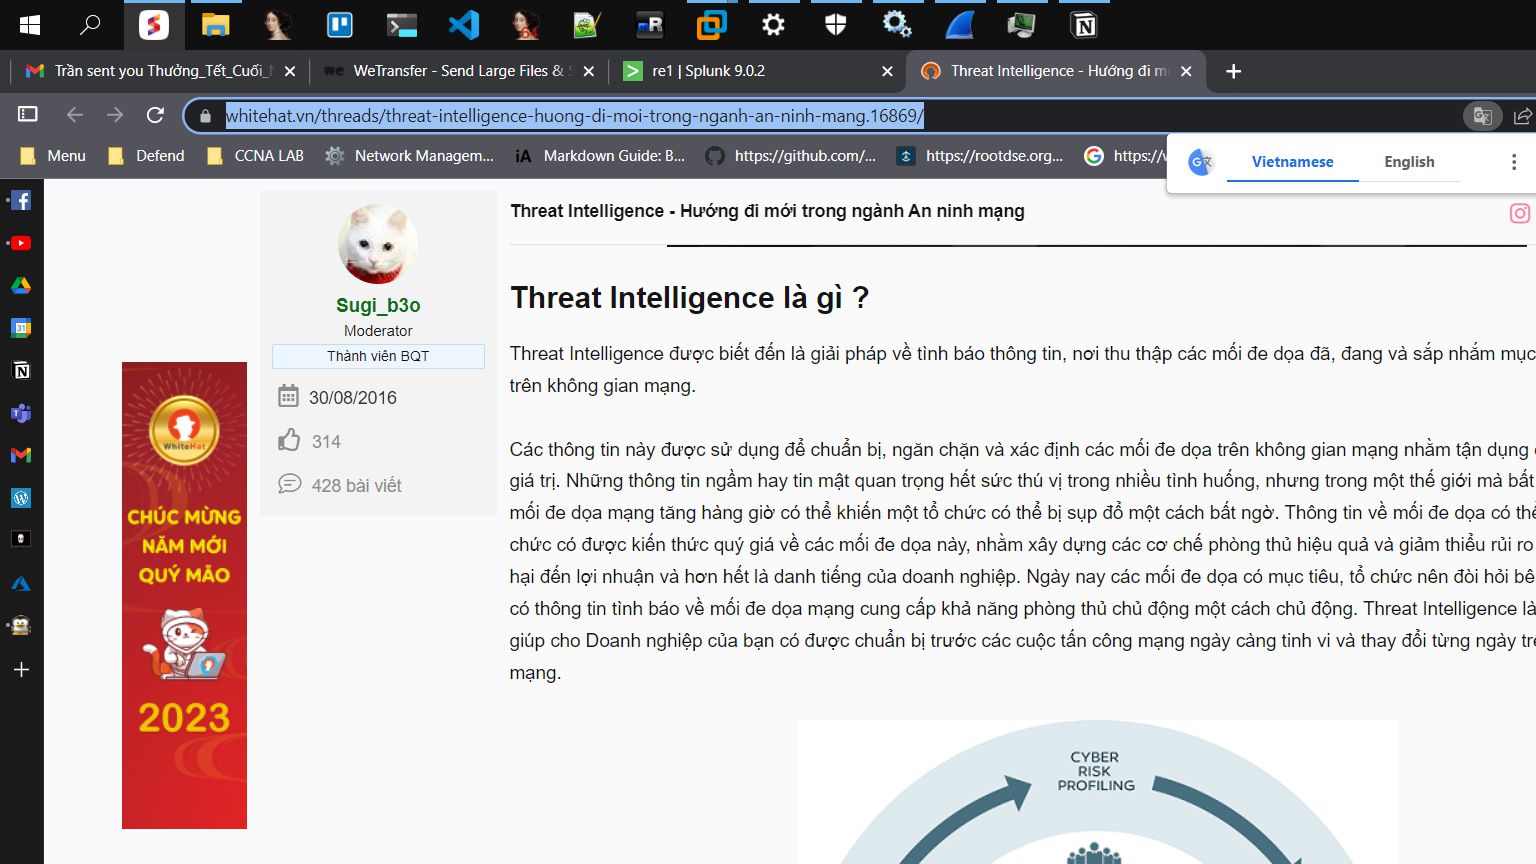 Trần sent you Thưởng_Tết_Cuối_
WeTransfer - Send Large Files &
re1 | Splunk 9.0.2
Threat Intelligence - Hướng đi m
whitehat.vn/threads/threat-intelligence-huong-di-moi-trong-nganh-an-ninh-mang.16869/
Menu
Defend
CCNA LAB
Network Managem...
iA
Markdown Guide: B...
https://github.com/...
https://rootdse.org...
https://w
Vietnamese
English
Threat Intelligence - Hướng đi mới trong ngành An ninh mạng
Sugi_b3o
Moderator
Thành viên BQT
30/08/2016
314
428 bài viết
Threat Intelligence là gì ?
Threat Intelligence được biết đến là giải pháp về tình báo thông tin, nơi thu thập các mối đe dọa đã, đang và sắp nhắm mục
trên không gian mạng.
Các thông tin này được sử dụng để chuẩn bị, ngăn chặn và xác định các mối đe dọa trên không gian mạng nhằm tận dụng
giá trị. Những thông tin ngầm hay tin mật quan trọng hết sức thú vị trong nhiều tình huống, nhưng trong một thế giới mà bất
mối đe dọa mạng tăng hàng giờ có thể khiến một tổ chức có thể bị sụp đổ một cách bất ngờ. Thông tin về mối đe dọa có thể
chức có được kiến thức quý giá về các mối đe dọa này, nhằm xây dựng các cơ chế phòng thủ hiệu quả và giảm thiểu rủi ro
hại đến lợi nhuận và hơn hết là danh tiếng của doanh nghiệp. Ngày nay các mối đe dọa có mục tiêu, tổ chức nên đòi hỏi bê
có thông tin tình báo về mối đe dọa mạng cung cấp khả năng phòng thủ chủ động một cách chủ động. Threat Intelligence là
giúp cho Doanh nghiệp của bạn có được chuẩn bị trước các cuộc tấn công mạng ngày càng tinh vi và thay đổi từng ngày trê
mạng.
WhiteHat
CHÚC MỪNG
NĂM MỚI
QUÝ MÃO
2023
CYBER
RISK
PROFILING